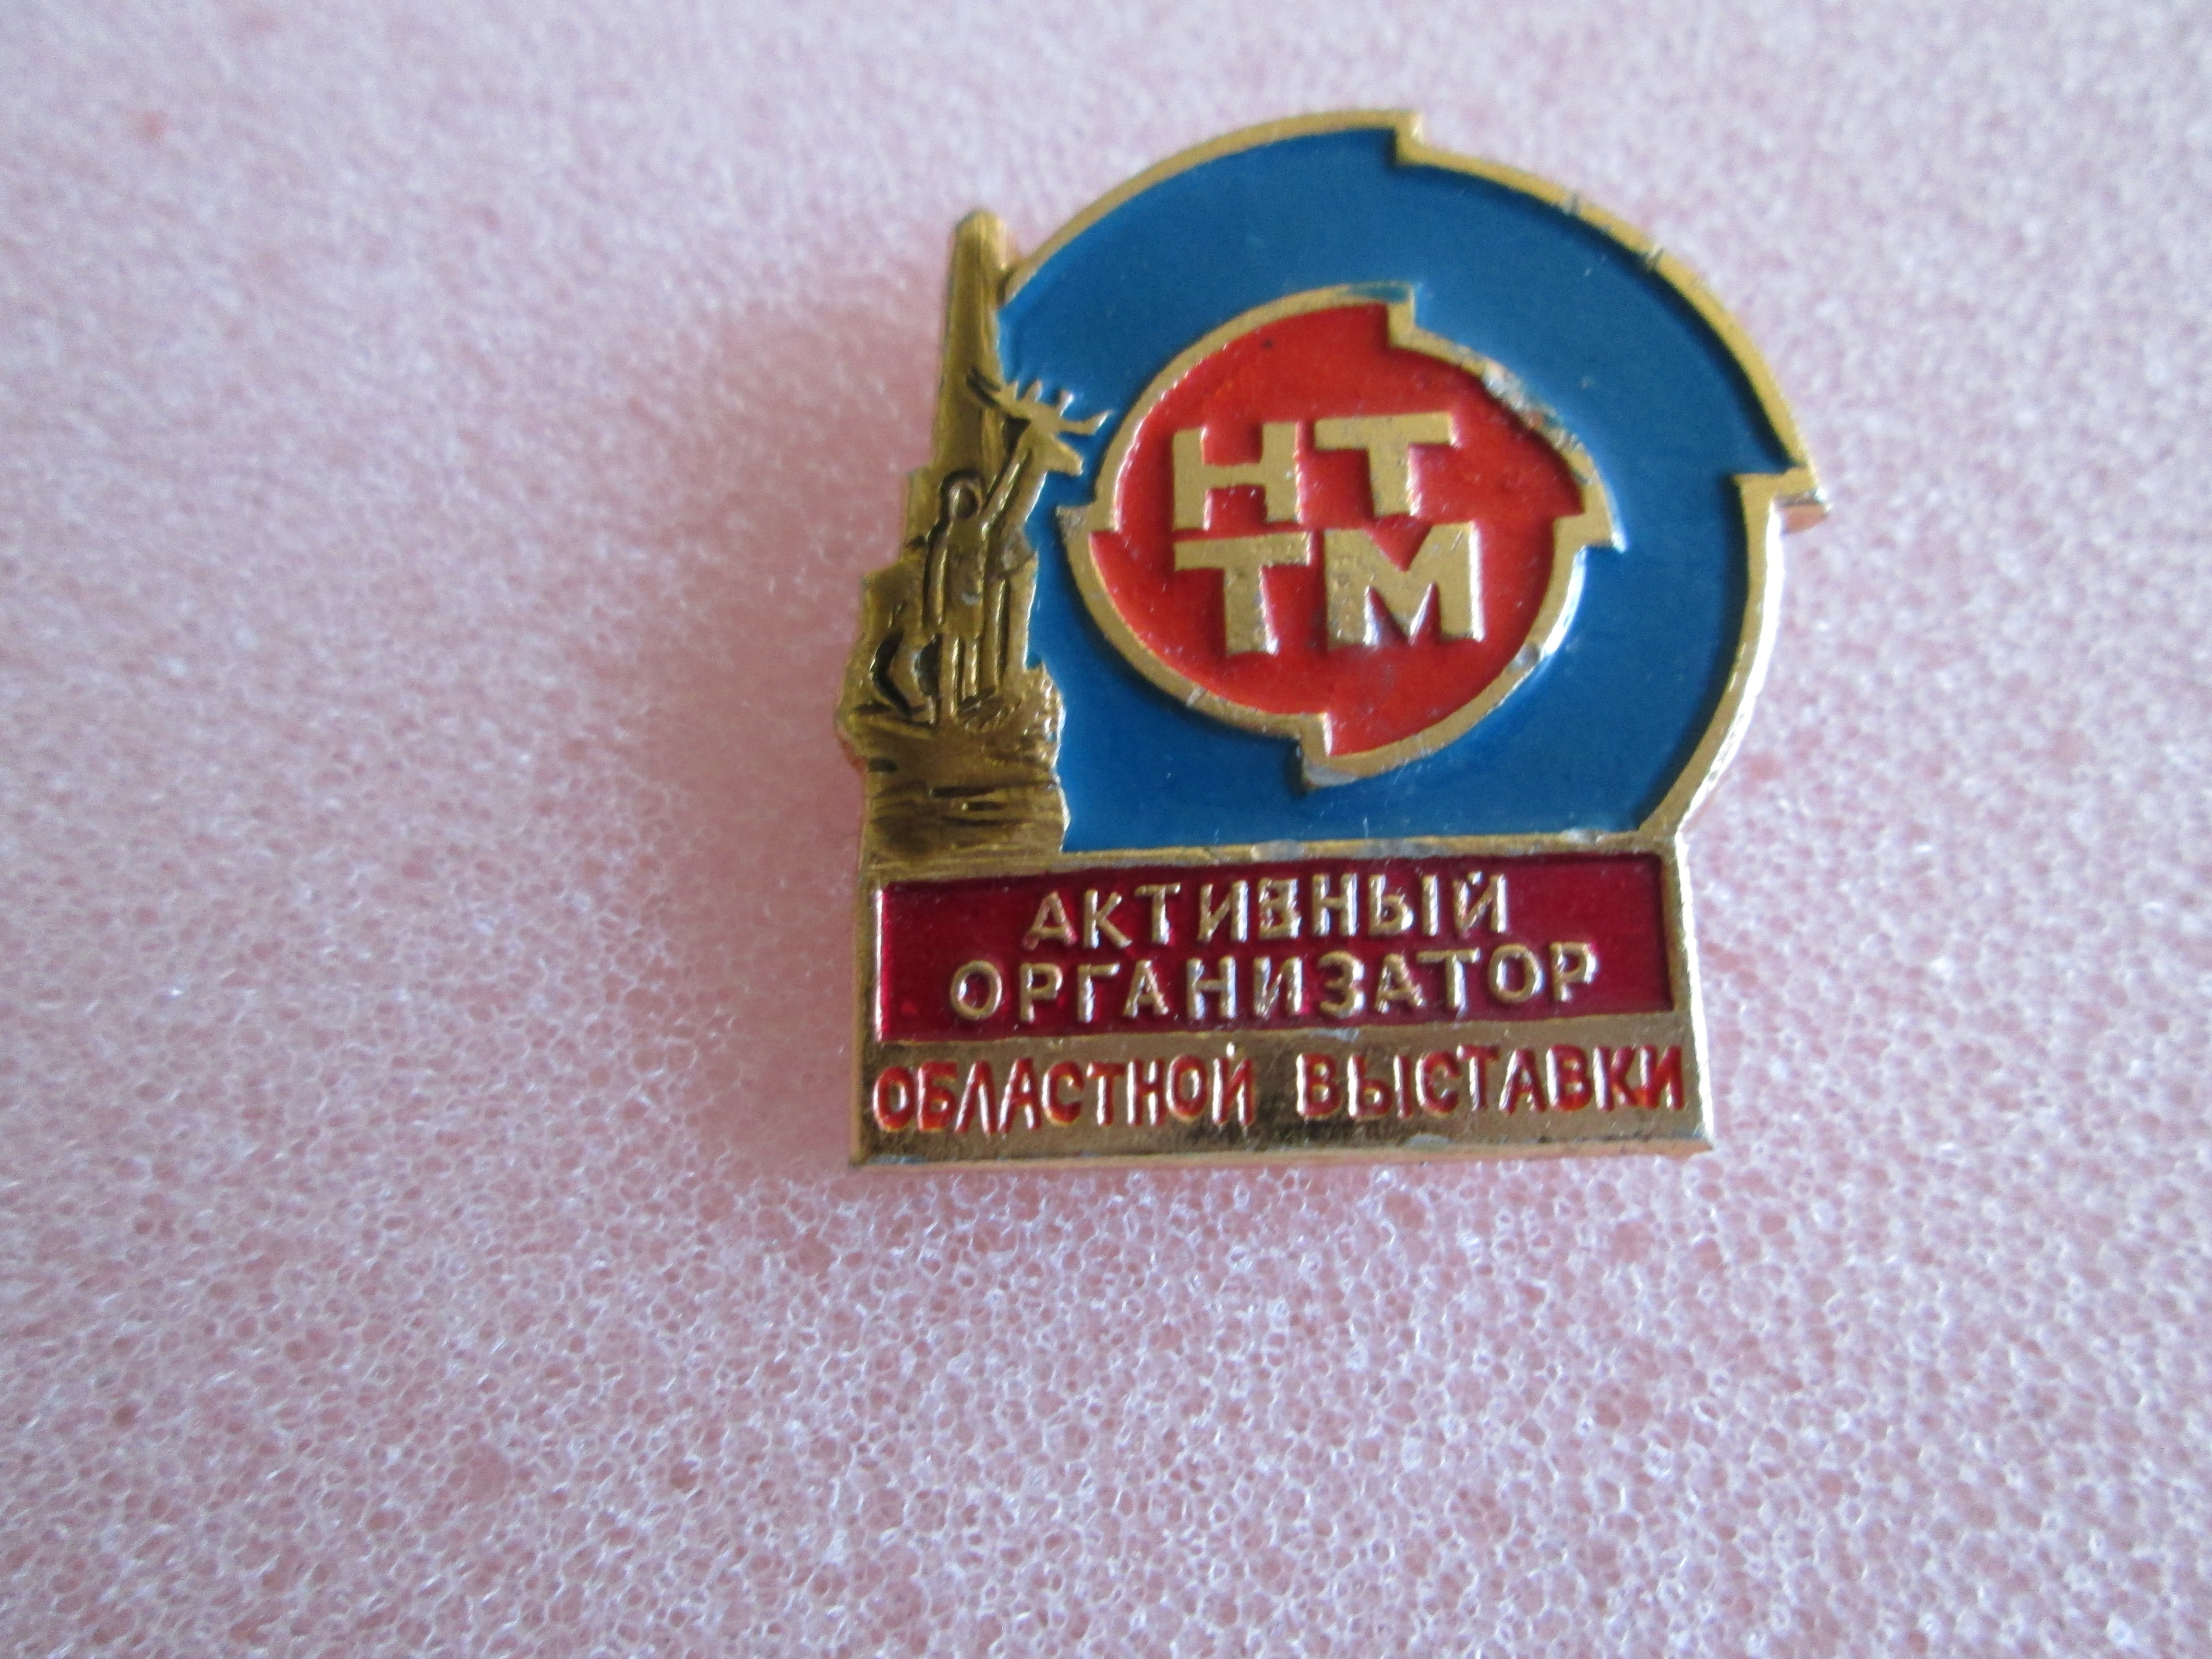 НТ
ТМ
АКТИВНЫЙ
ОРГАНИЗАТОР
ОБЛАСТНОЙ ВЫСТАВКИ